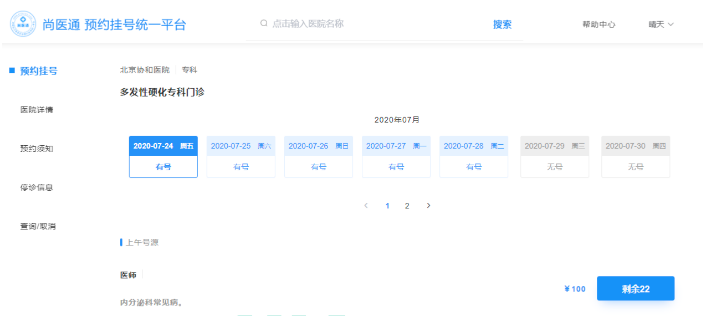 尚医通 预约挂号统一平台
点击输入医院名称
搜索
帮助中心
晴天
预约挂号
医院详情
预约须知
停诊信息
查询/取消
北京协和医院 专科
多发性硬化专科门诊
2020年07月
2020-07-24 周五
2020-07-25 周六
2020-07-26 周日
2020-07-27 周一
2020-07-28 周二
2020-07-29 周三
2020-07-30 周四
有号
有号
有号
有号
有号
无号
无号
< 1 2 >
上午号源
医师
内分泌科常见病。
¥100
剩余22